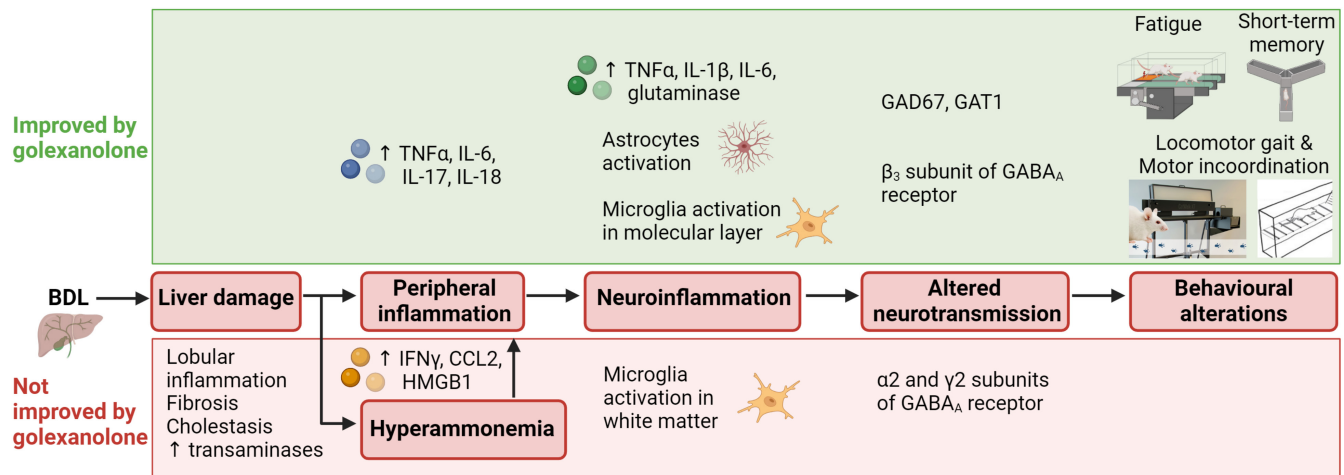 Improved by
golexanolone
↑ TNFα, IL-6,
IL-17, IL-18
↑ TNFα, IL-1β, IL-6,
glutaminase
Astrocytes
activation
Microglia activation
in molecular layer
GAD67, GAT1
β₃ subunit of GABA_A
receptor
Fatigue
Short-term
memory
Locomotor gait &
Motor incoordination
BDL
Liver damage
Peripheral
inflammation
Neuroinflammation
Altered
neurotransmission
Behavioural
alterations
Not
improved by
golexanolone
Lobular
inflammation
Fibrosis
Cholestasis
↑ transaminases
↑ IFNγ, CCL2,
HMGB1
Hyperammonemia
Microglia
activation in
white matter
α2 and γ2 subunits
of GABA_A receptor